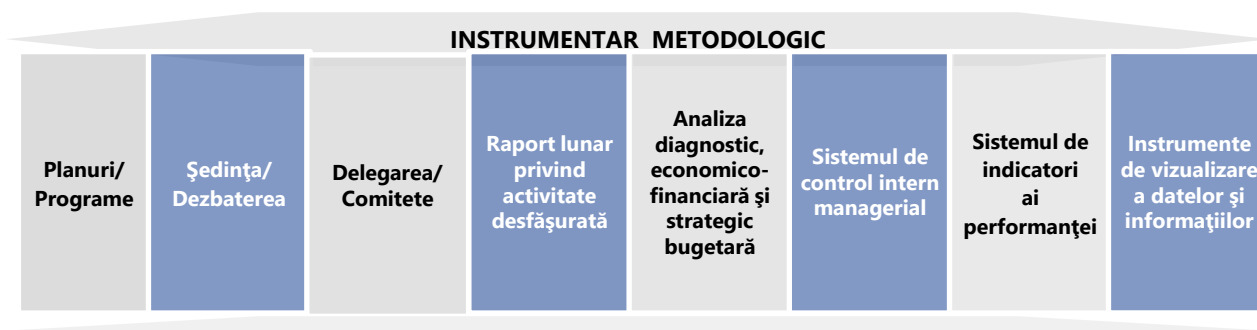 INSTRUMENTAR METODOLOGIC
Planuri/
Programe
Şedinţa/
Dezbaterea
Delegarea/
Comitete
Raport lunar
privind
activitate
desfăşurată
Analiza
diagnostic,
economico-
financiară şi
strategic
bugetară
Sistemul de
control intern
managerial
Sistemul de
indicatori
ai
performanţei
Instrumente
de vizualizare
a datelor şi
informaţiilor